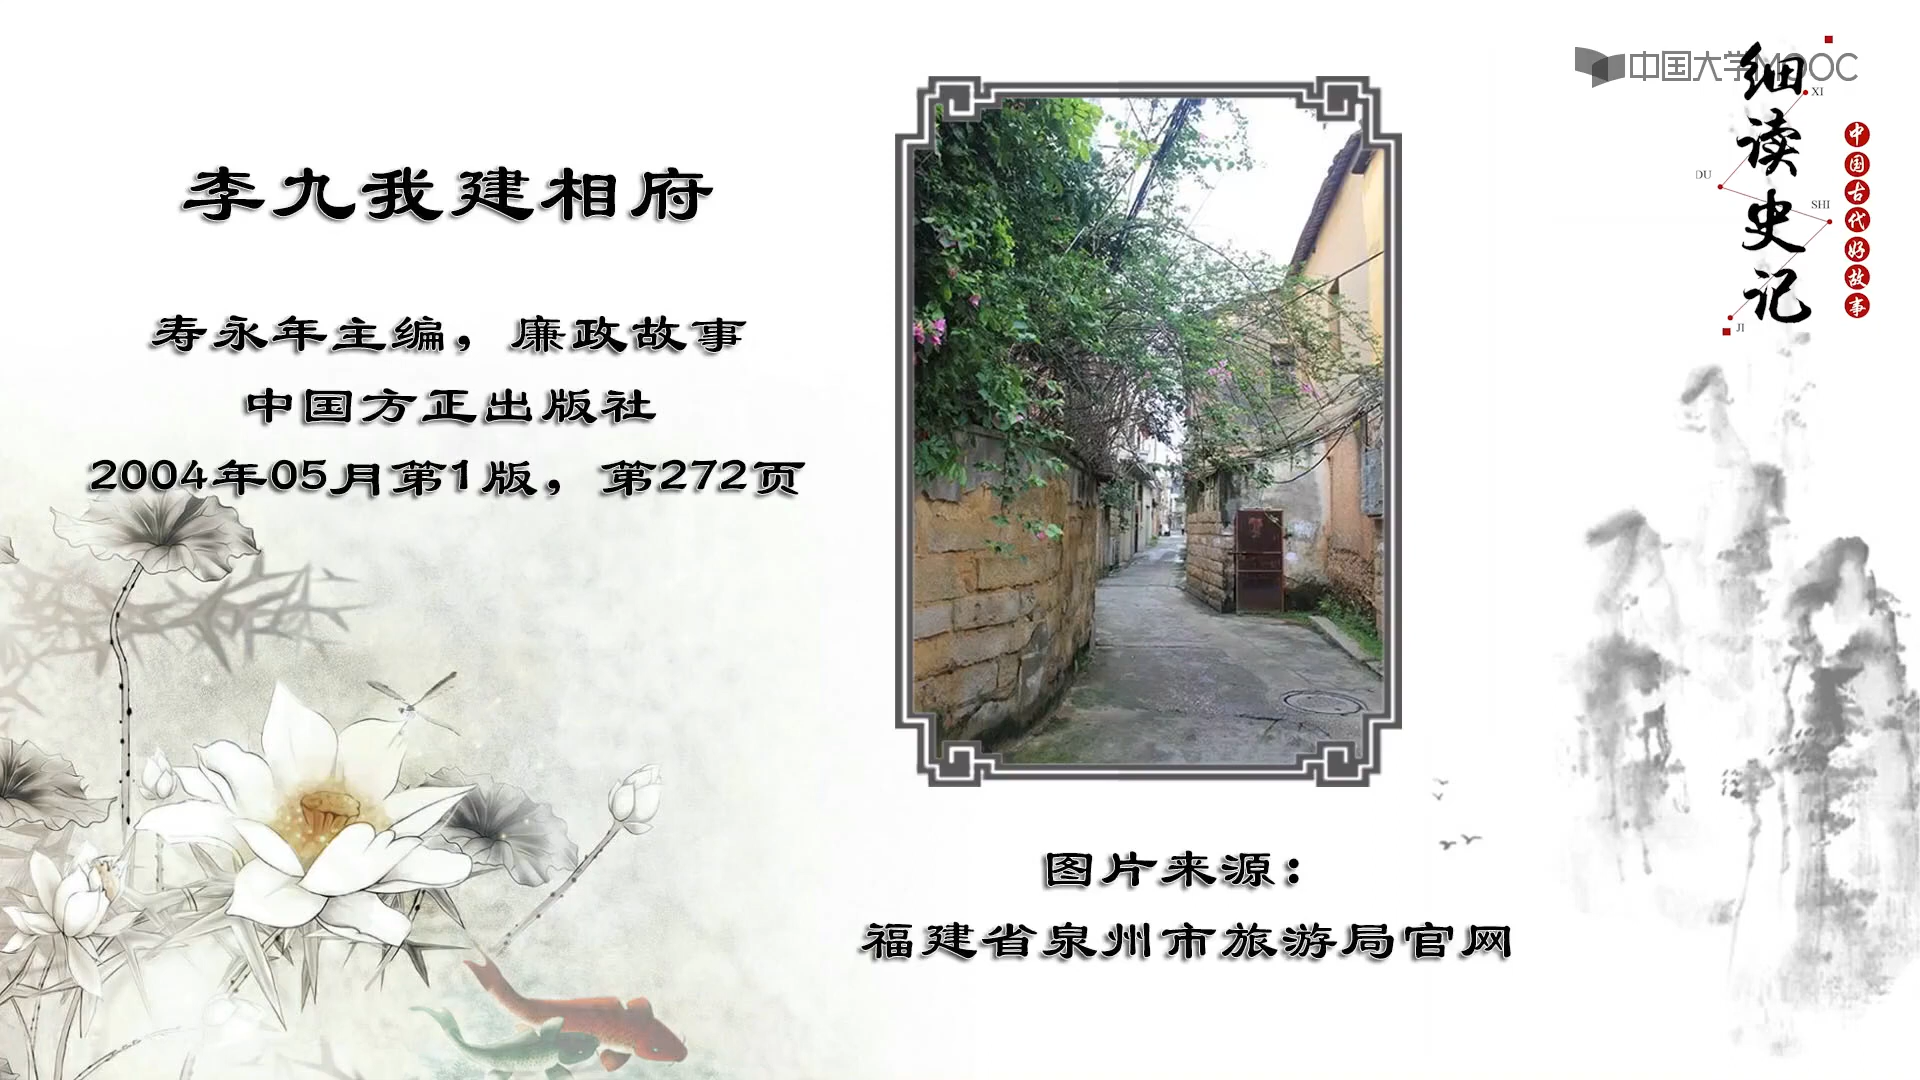 李九我建相府
寿永年主编，廉政故事
中国方正出版社
2004年05月第1版，第272页
图片来源：
福建省泉州市旅游局官网
中国大学MOOC
细读史记
XI
DU
SHI
JI
中国古代好故事